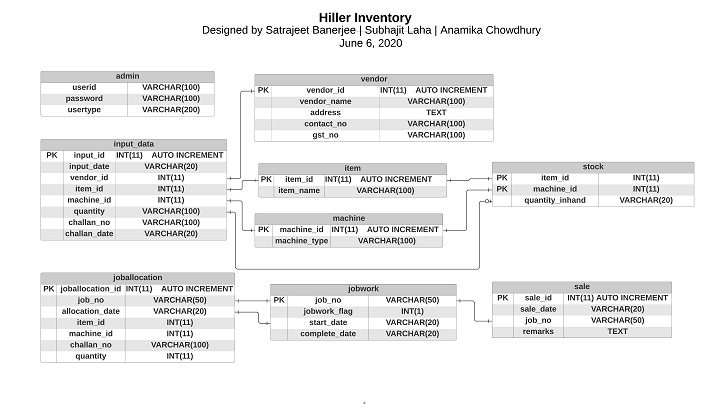 Hiller Inventory
Designed by Satrajeet Banerjee | Subhajit Laha | Anamika Chowdhury
June 6, 2020
admin
userid VARCHAR(100)
password VARCHAR(100)
usertype VARCHAR(200)
vendor
PK vendor_id INT(11) AUTO INCREMENT
vendor_name VARCHAR(100)
address TEXT
contact_no VARCHAR(100)
gst_no VARCHAR(100)
input_data
PK input_id INT(11) AUTO INCREMENT
input_date VARCHAR(20)
vendor_id INT(11)
item_id INT(11)
machine_id INT(11)
quantity VARCHAR(100)
challan_no VARCHAR(100)
challan_date VARCHAR(20)
item
PK item_id INT(11) AUTO INCREMENT
item_name VARCHAR(100)
stock
PK item_id INT(11)
PK machine_id INT(11)
quantity_inhand VARCHAR(20)
machine
PK machine_id INT(11) AUTO INCREMENT
machine_type VARCHAR(100)
joballocation
PK joballocation_id INT(11) AUTO INCREMENT
job_no VARCHAR(50)
allocation_date VARCHAR(20)
item_id INT(11)
machine_id INT(11)
challan_no VARCHAR(100)
quantity INT(11)
jobwork
PK job_no VARCHAR(50)
jobwork_flag INT(1)
start_date VARCHAR(20)
complete_date VARCHAR(20)
sale
PK sale_id INT(11) AUTO INCREMENT
sale_date VARCHAR(20)
job_no VARCHAR(50)
remarks TEXT